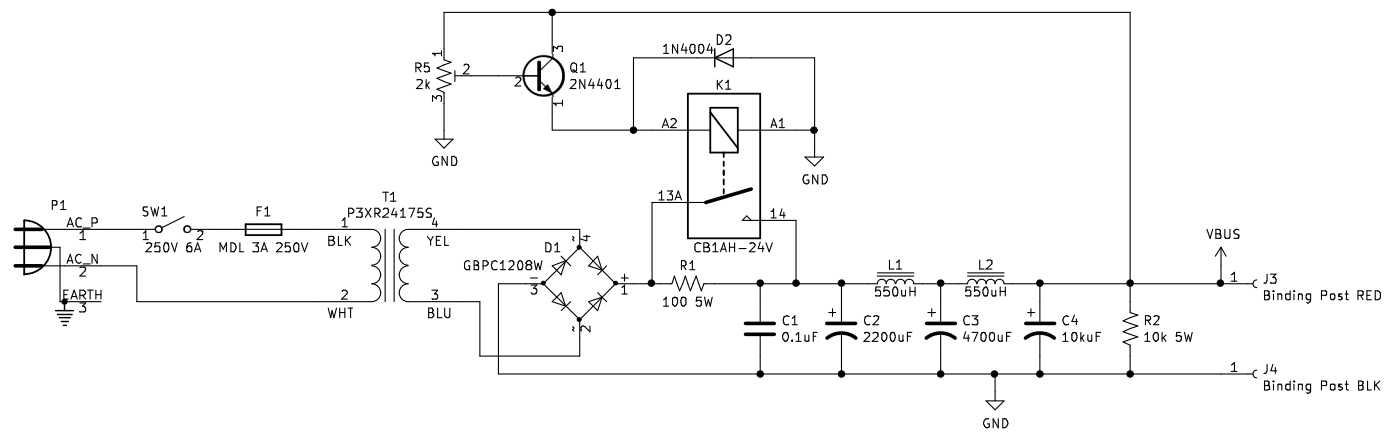 R5
2k
1
2
3
GND
Q1
2N4401
3
2
1
D2
1N4004
K1
A2
A1
13A
14
CB1AH-24V
GND
P1
AC_P
1
AC_N
2
EARTH
3
SW1
1
2
250V 6A
F1
MDL 3A 250V
T1
P3XR24175S
1
BLK
2
WHT
4
YEL
3
BLU
D1
GBPC1208W
~
4
-
3
+
1
~
2
R1
100 5W
C1
0.1uF
C2
2200uF
+
L1
550uH
C3
4700uF
+
L2
550uH
C4
10kuF
+
R2
10k 5W
VBUS
1
J3
Binding Post RED
1
J4
Binding Post BLK
GND